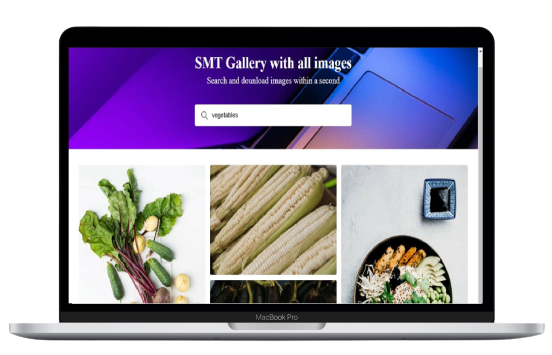 SMT Gallery with all images
Search and dounload images within a second
vegetables
MacBook Pro